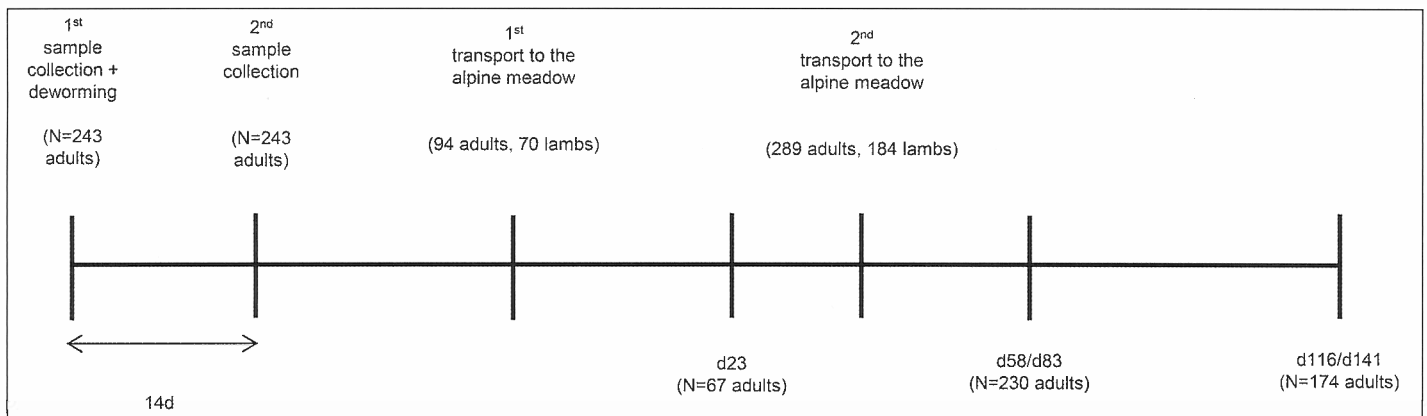 1st
sample
collection +
deworming
(N=243
adults)
2nd
sample
collection
(N=243
adults)
1st
transport to the
alpine meadow
(94 adults, 70 lambs)
2nd
transport to the
alpine meadow
(289 adults, 184 lambs)
14d
d23
(N=67 adults)
d58/d83
(N=230 adults)
d116/d141
(N=174 adults)